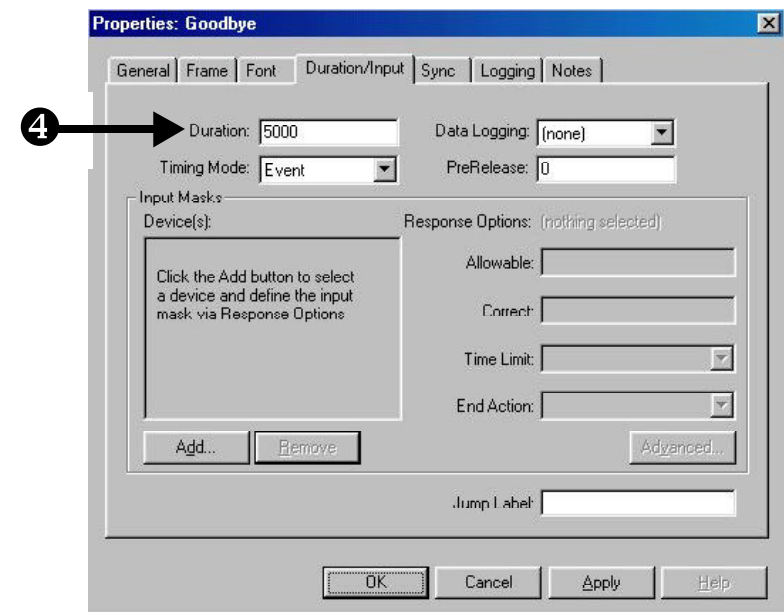 Properties: Goodbye
General Frame Font Duration/Input Sync Logging Notes
❹ Duration: 5000 Data Logging: (none)
Timing Mode: Event PreRelease: 0
Input Masks
Device(s): Response Options: (nothing selected)
Click the Add button to select
a device and define the input
mask via Response Options
Allowable:
Correct:
Time Limit:
End Action:
Add... Remove Advanced...
Jump Label:
OK Cancel Apply Help